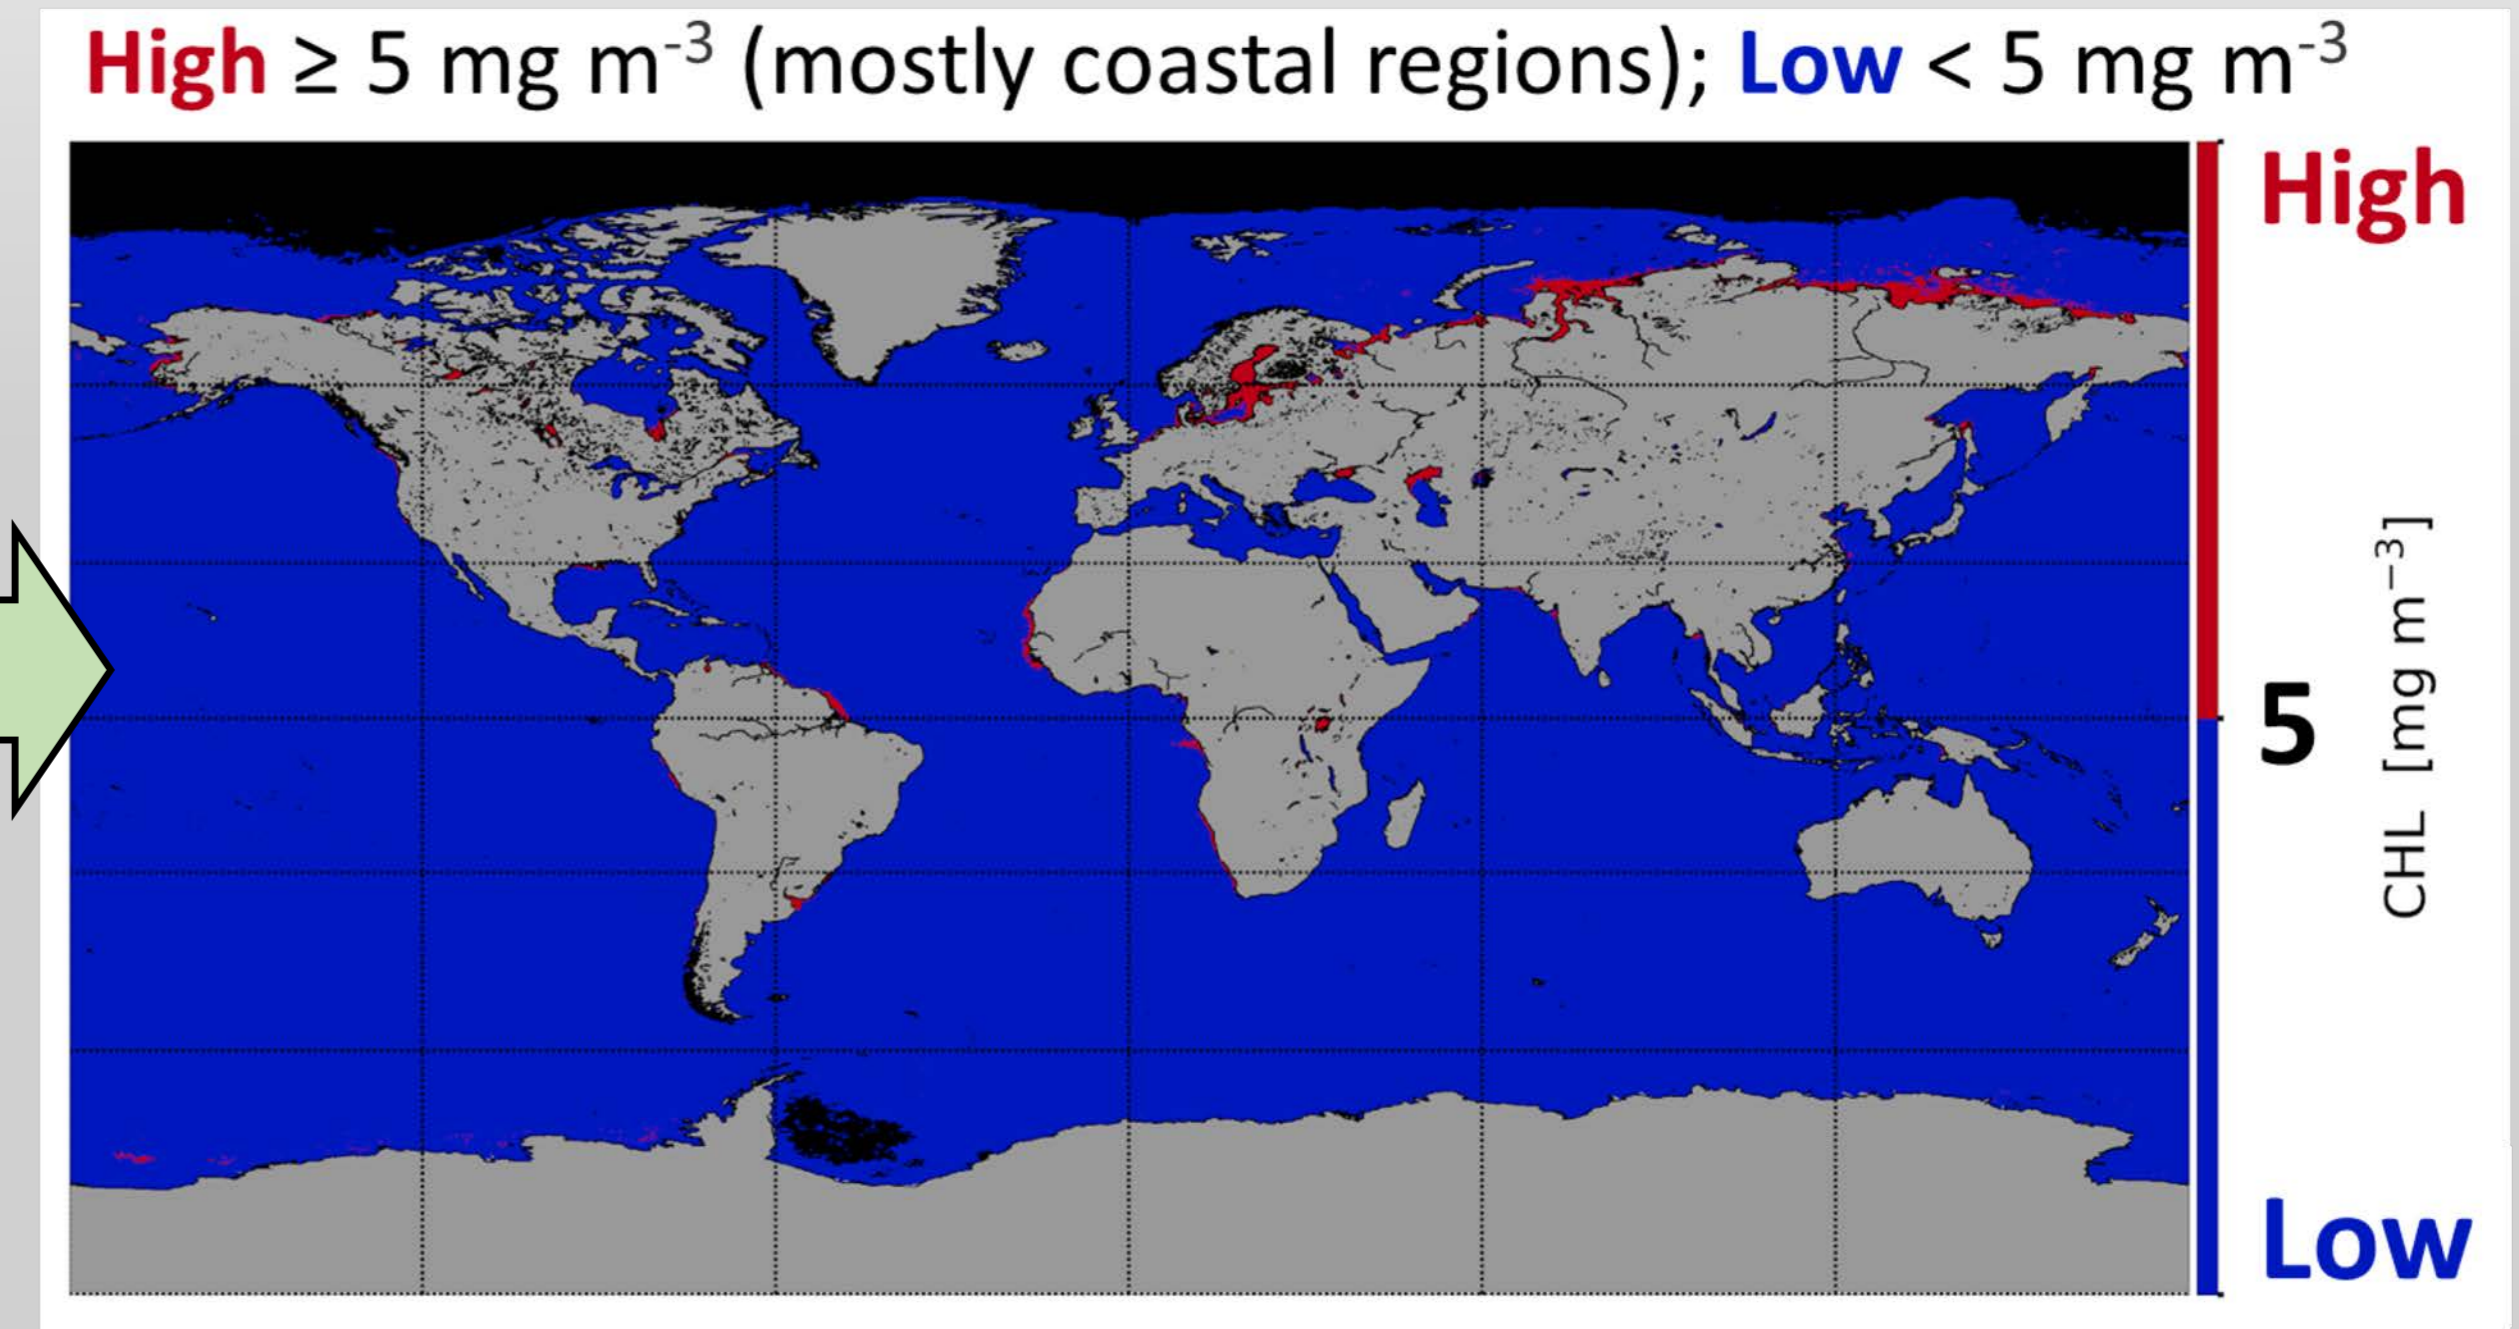 High ≥ 5 mg m⁻³ (mostly coastal regions); Low < 5 mg m⁻³
High
5
CHL [mg m⁻³]
Low